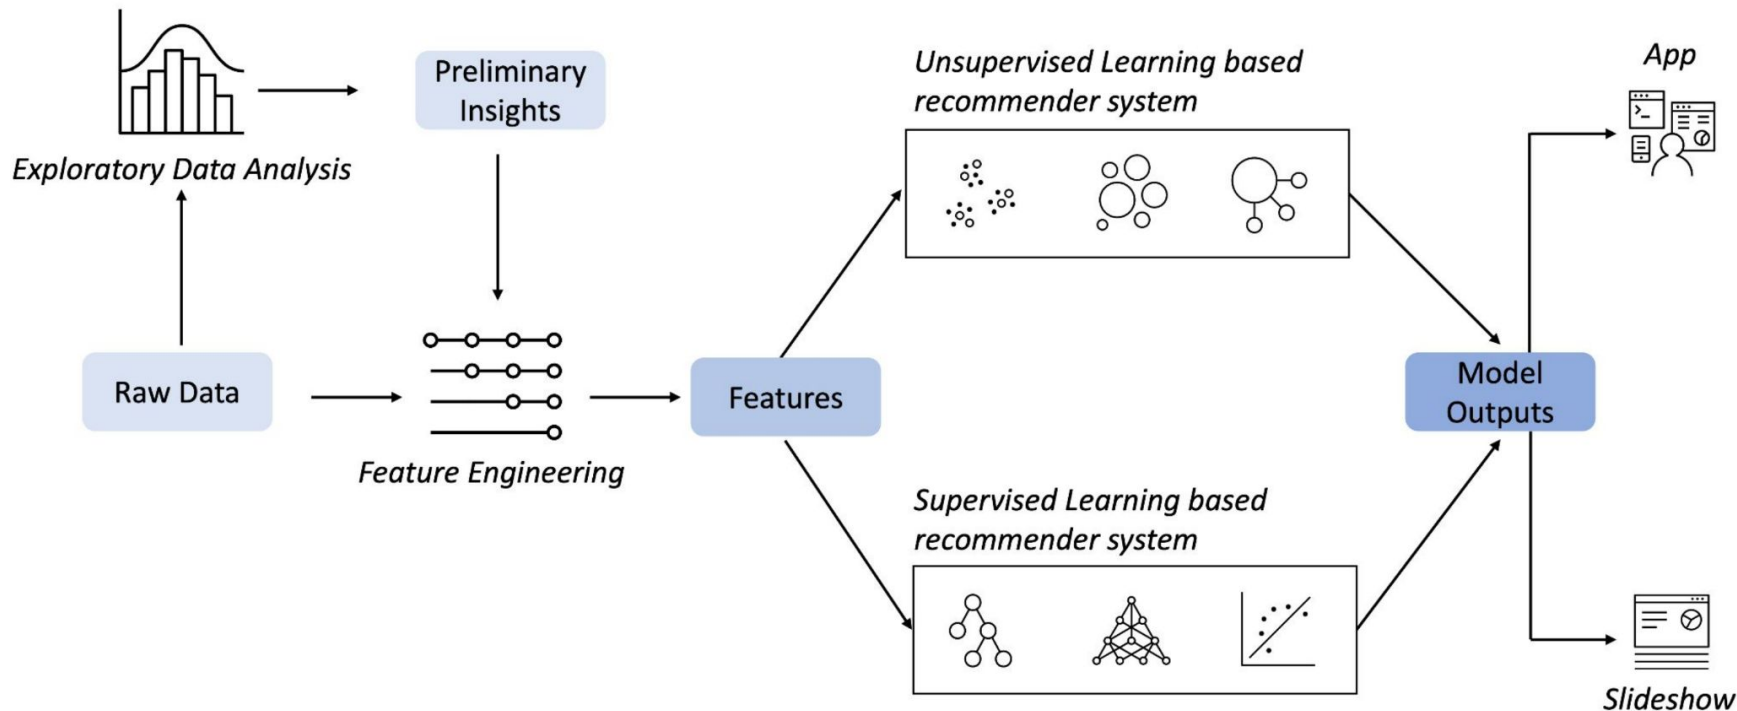 Exploratory Data Analysis
Preliminary
Insights
Raw Data
Feature Engineering
Features
Unsupervised Learning based
recommender system
Supervised Learning based
recommender system
Model
Outputs
App
Slideshow